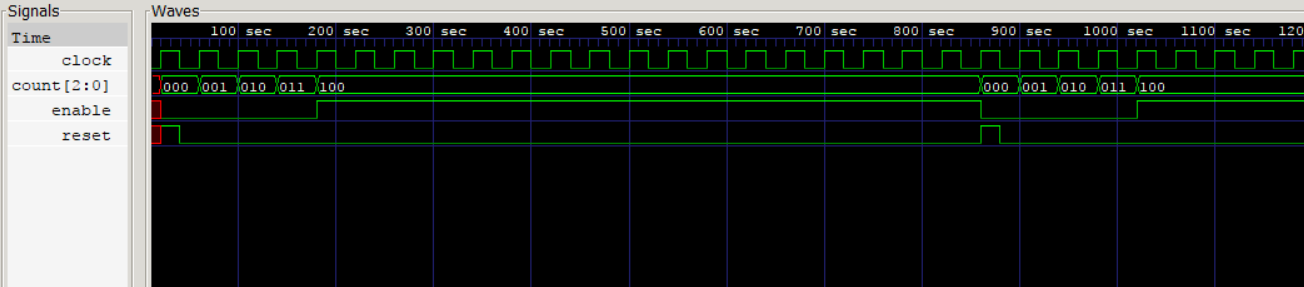 Signals
Waves
Time
100 sec 200 sec 300 sec 400 sec 500 sec 600 sec 700 sec 800 sec 900 sec 1000 sec 1100 sec 120
clock
count[2:0]
000 001 010 011 100 000 001 010 011 100
enable
reset